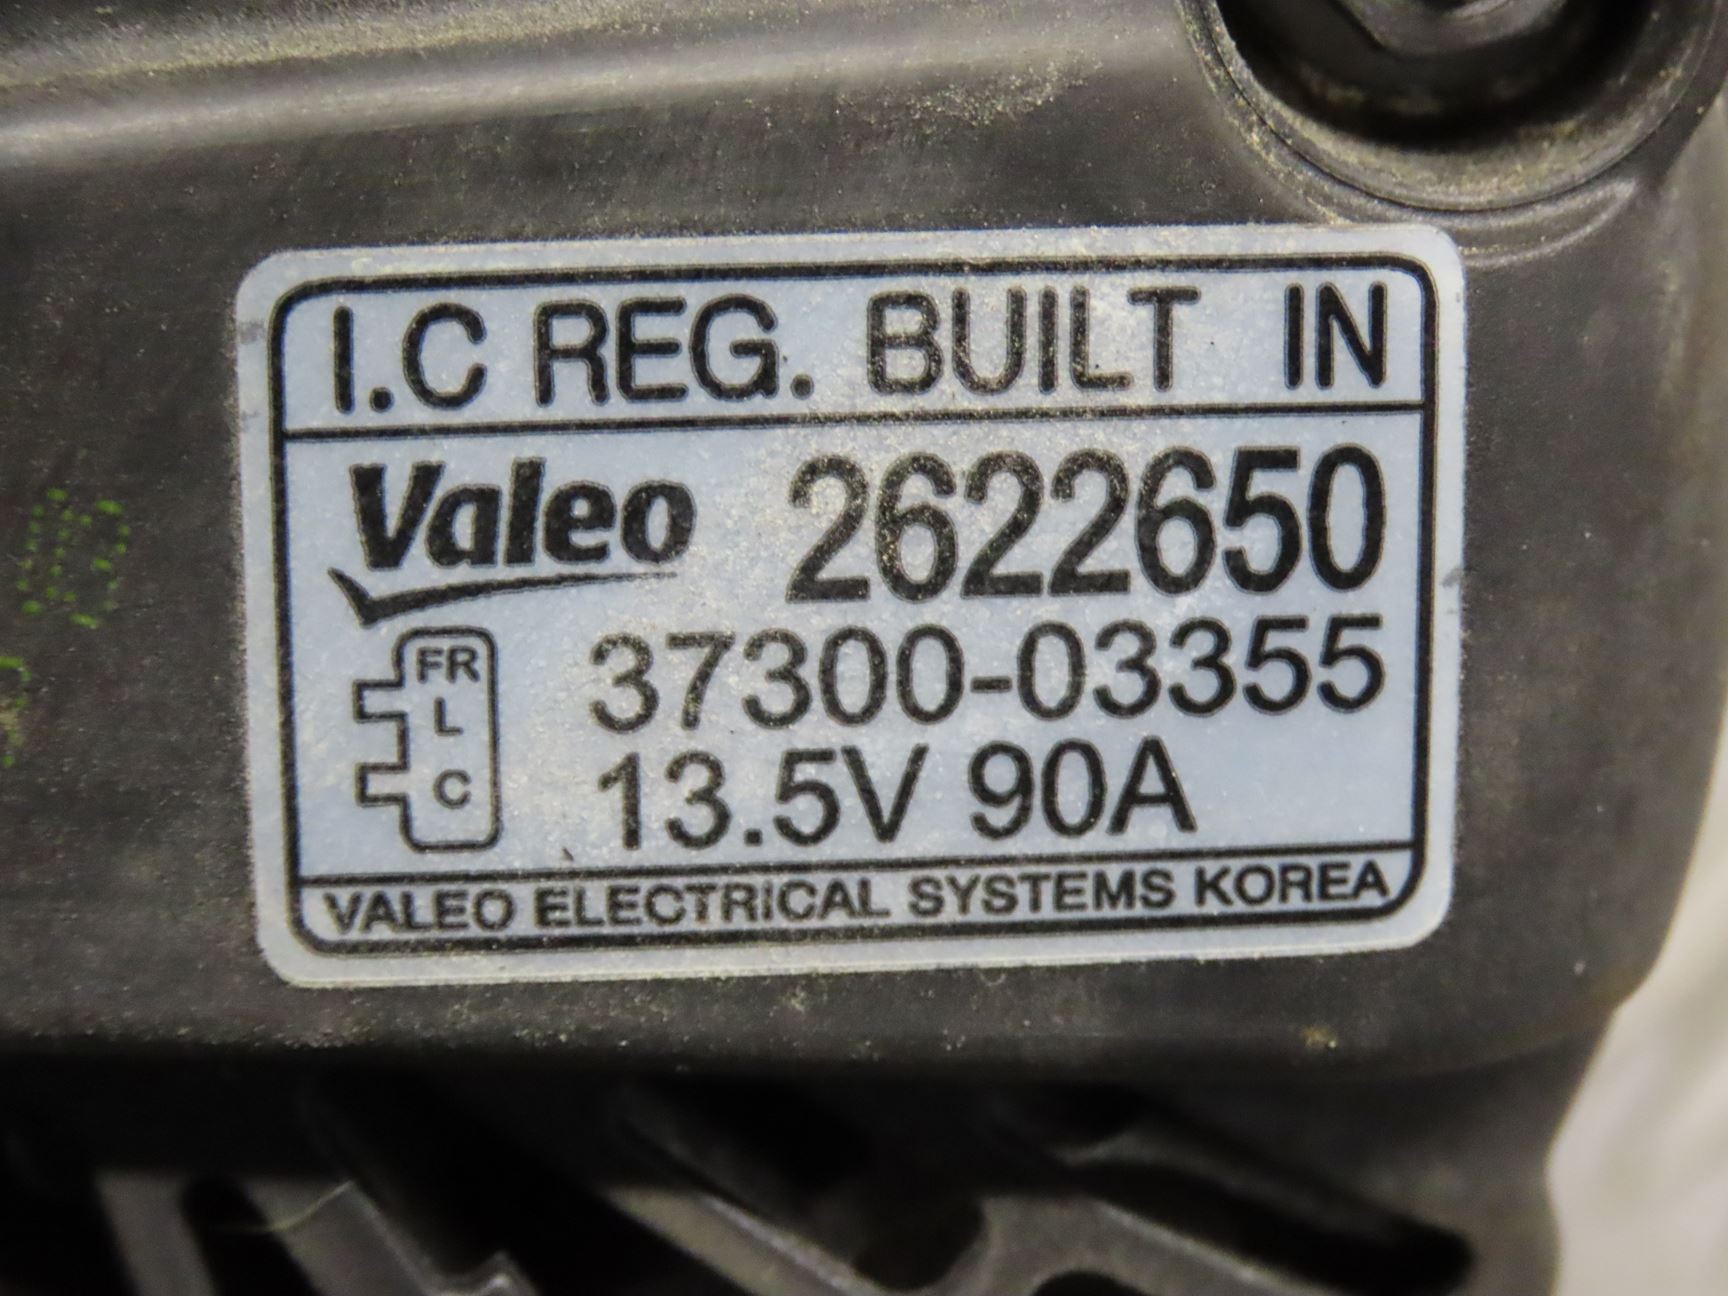 I.C REG. BUILT IN
Valeo 2622650
FR
L
C
37300-03355
13.5V 90A
VALEO ELECTRICAL SYSTEMS KOREA